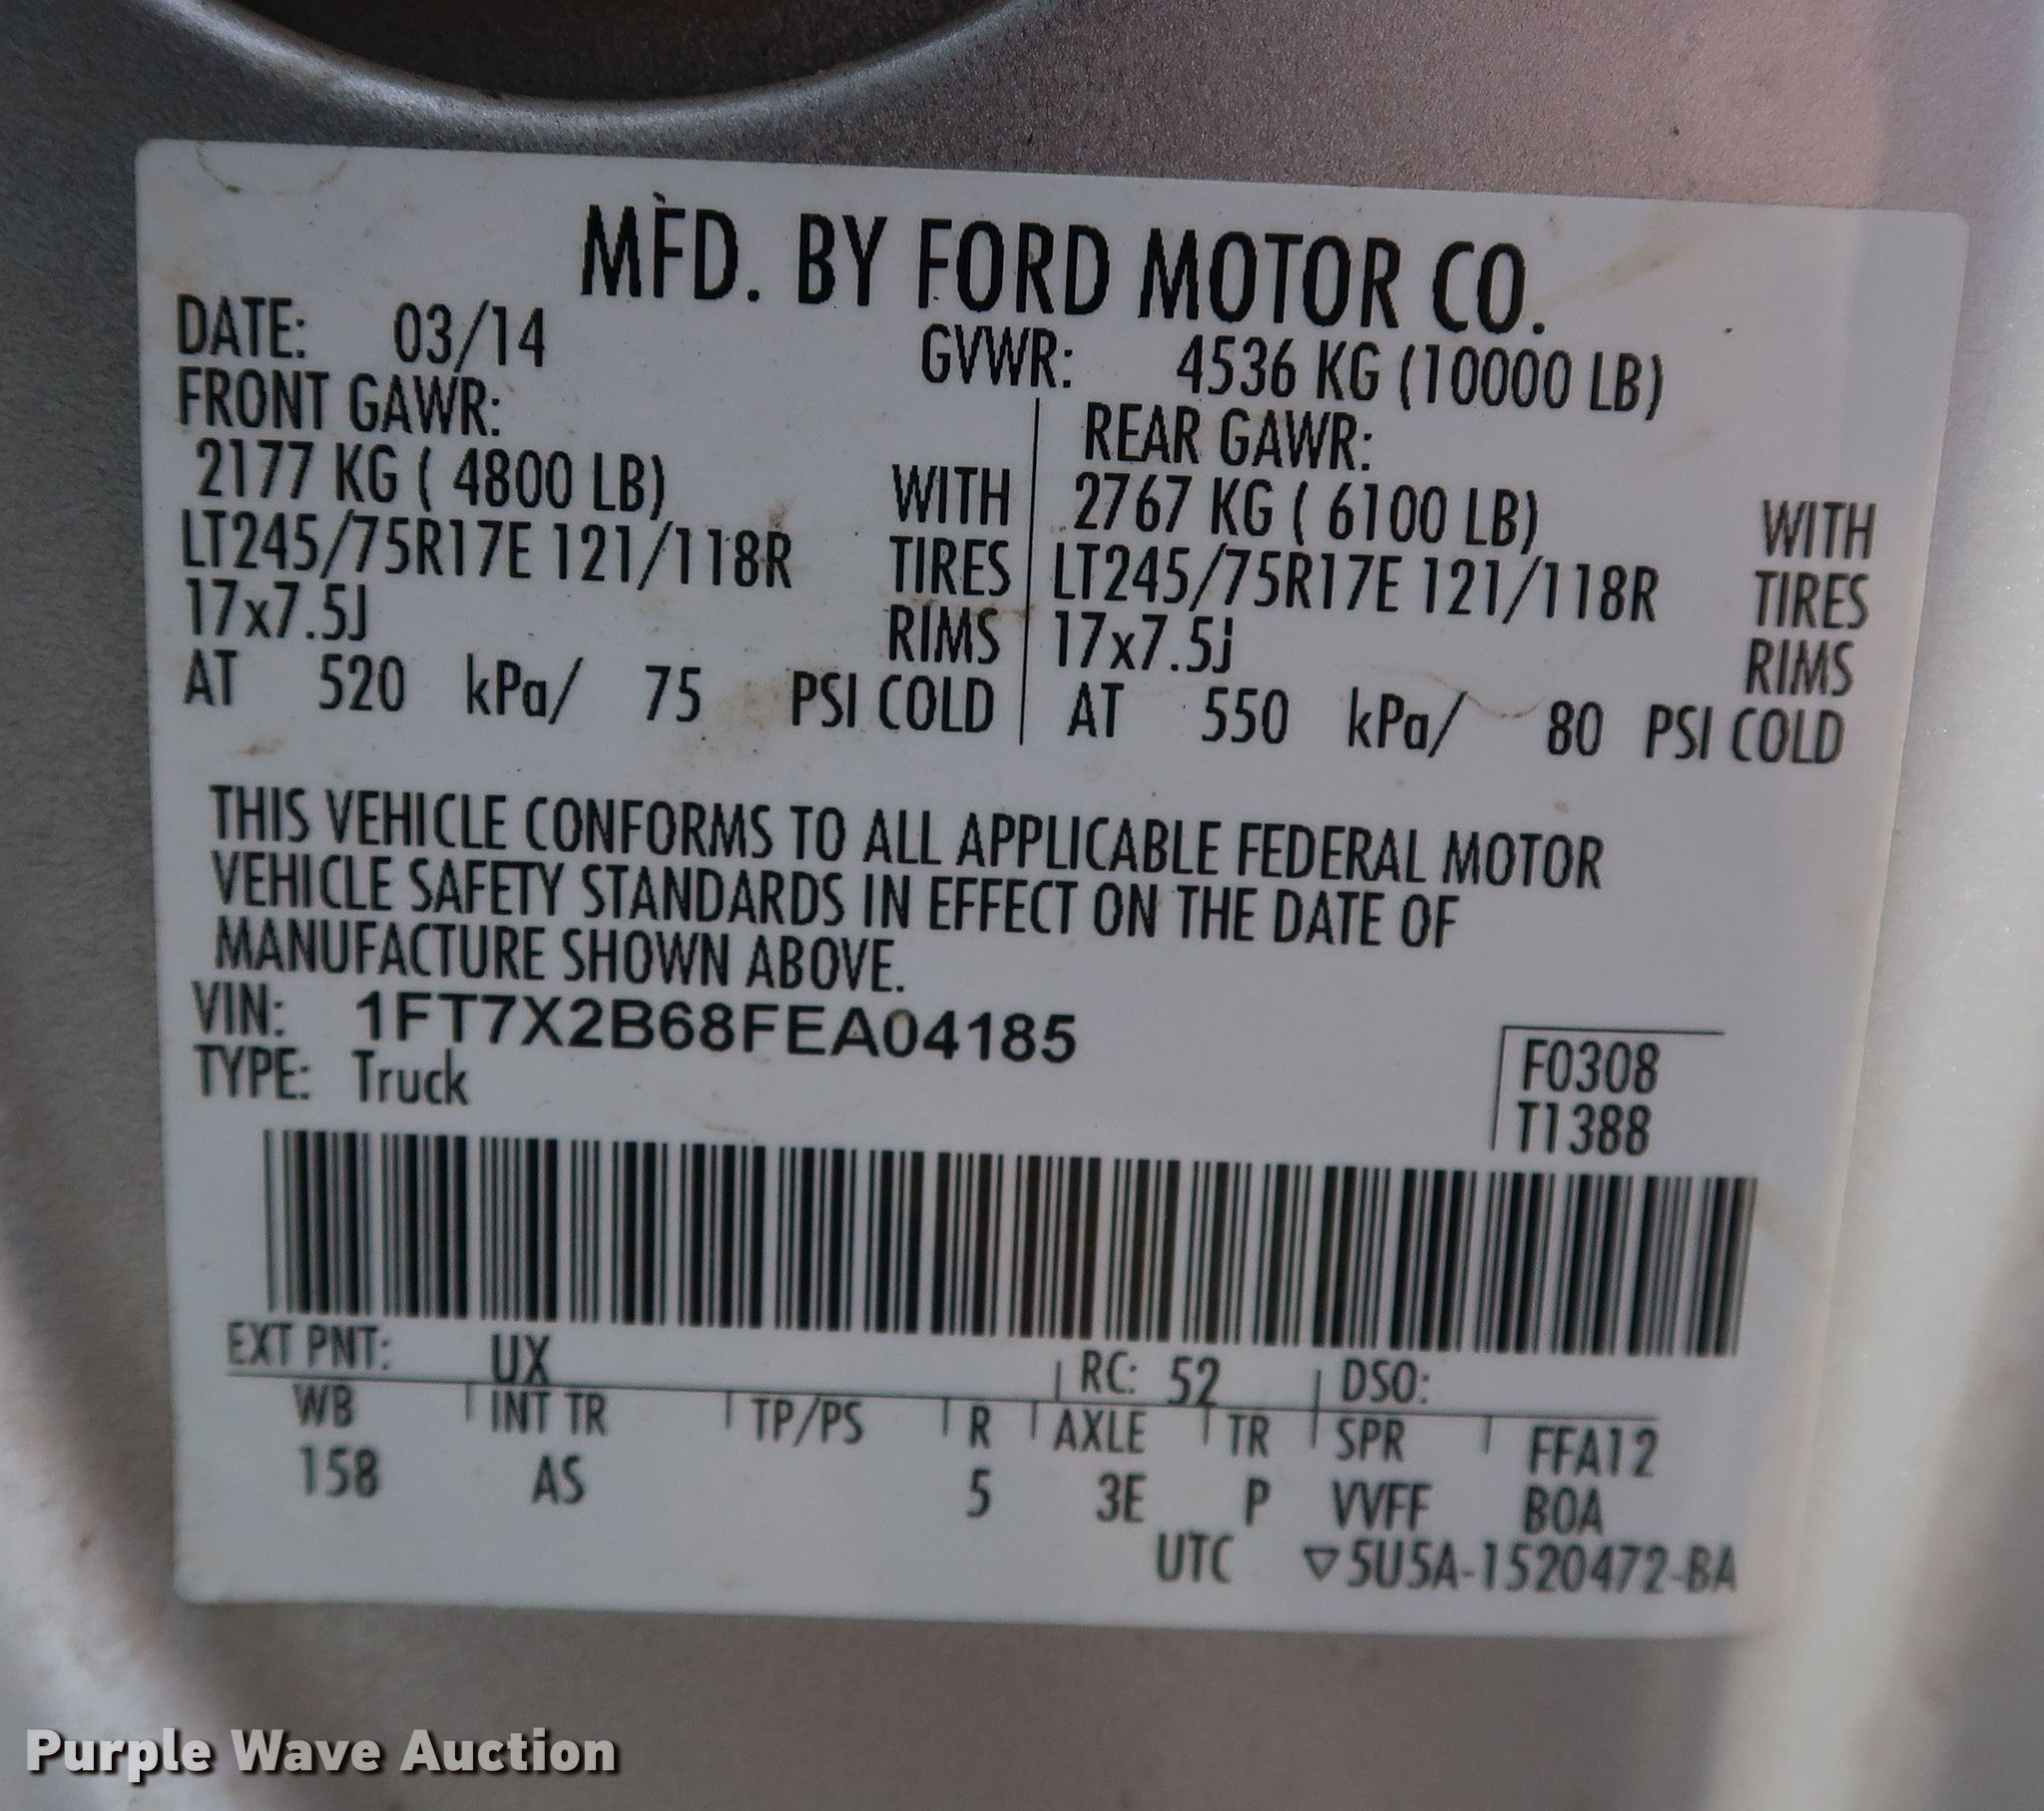 MFD. BY FORD MOTOR CO.
DATE: 03/14 GVWR: 4536 KG (10000 LB)
FRONT GAWR: REAR GAWR:
2177 KG ( 4800 LB) WITH 2767 KG ( 6100 LB) WITH
LT245/75R17E 121/118R TIRES LT245/75R17E 121/118R TIRES
17x7.5J RIMS 17x7.5j RIMS
AT 520 kPa/ 75 PSI COLD AT 550 kPa/ 80 PSI COLD
THIS VEHICLE CONFORMS TO ALL APPLICABLE FEDERAL MOTOR
VEHICLE SAFETY STANDARDS IN EFFECT ON THE DATE OF
MANUFACTURE SHOWN ABOVE.
VIN: 1FT7X2B68FEA04185
TYPE: Truck
F0308
T1388
EXT PNT: UX RC: 52 DSO:
WB INT TR TP/PS R AXLE TR SPR FFA12
158 AS 5 3E P VVFF BOA
UTC ▽5U5A-1520472-BA
Purple Wave Auction